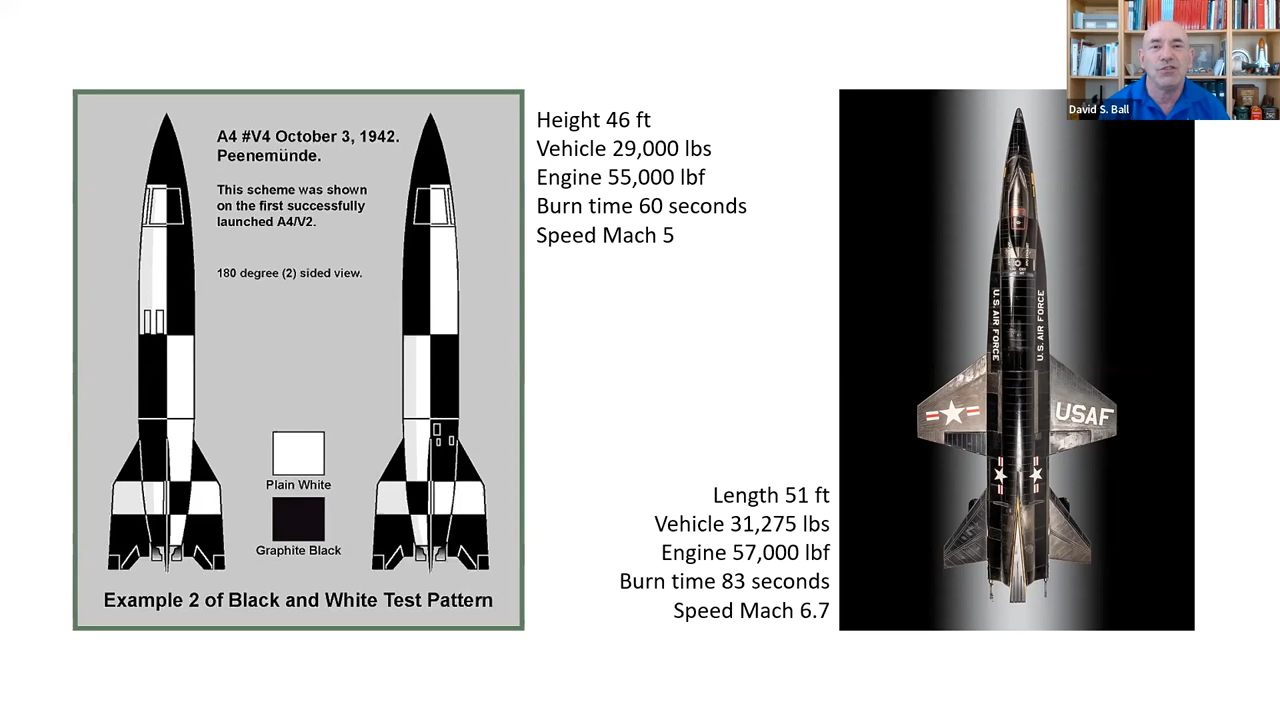 A4 #V4 October 3, 1942.
Peenemünde.
This scheme was shown
on the first successfully
launched A4/V2.
180 degree (2) sided view.
Plain White
Graphite Black
Example 2 of Black and White Test Pattern
Height 46 ft
Vehicle 29,000 lbs
Engine 55,000 lbf
Burn time 60 seconds
Speed Mach 5
Length 51 ft
Vehicle 31,275 lbs
Engine 57,000 lbf
Burn time 83 seconds
Speed Mach 6.7
David S. Ball
U.S. AIR FORCE
U.S. AIR FORCE
USAF